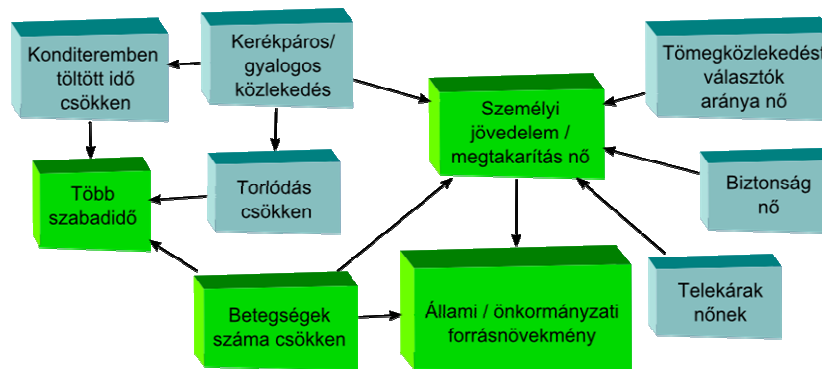 Konditeremben
töltött idő
csökken
Kerékpáros/
gyalogos
közlekedés
Tömegközlekedést
választók
aránya nő
Személyi
jövedelem /
megtakarítás nő
Több
szabadidő
Torlódás
csökken
Biztonság
nő
Betegségek
száma csökken
Állami / önkormányzati
forrásnövekmény
Telekárak
nőnek